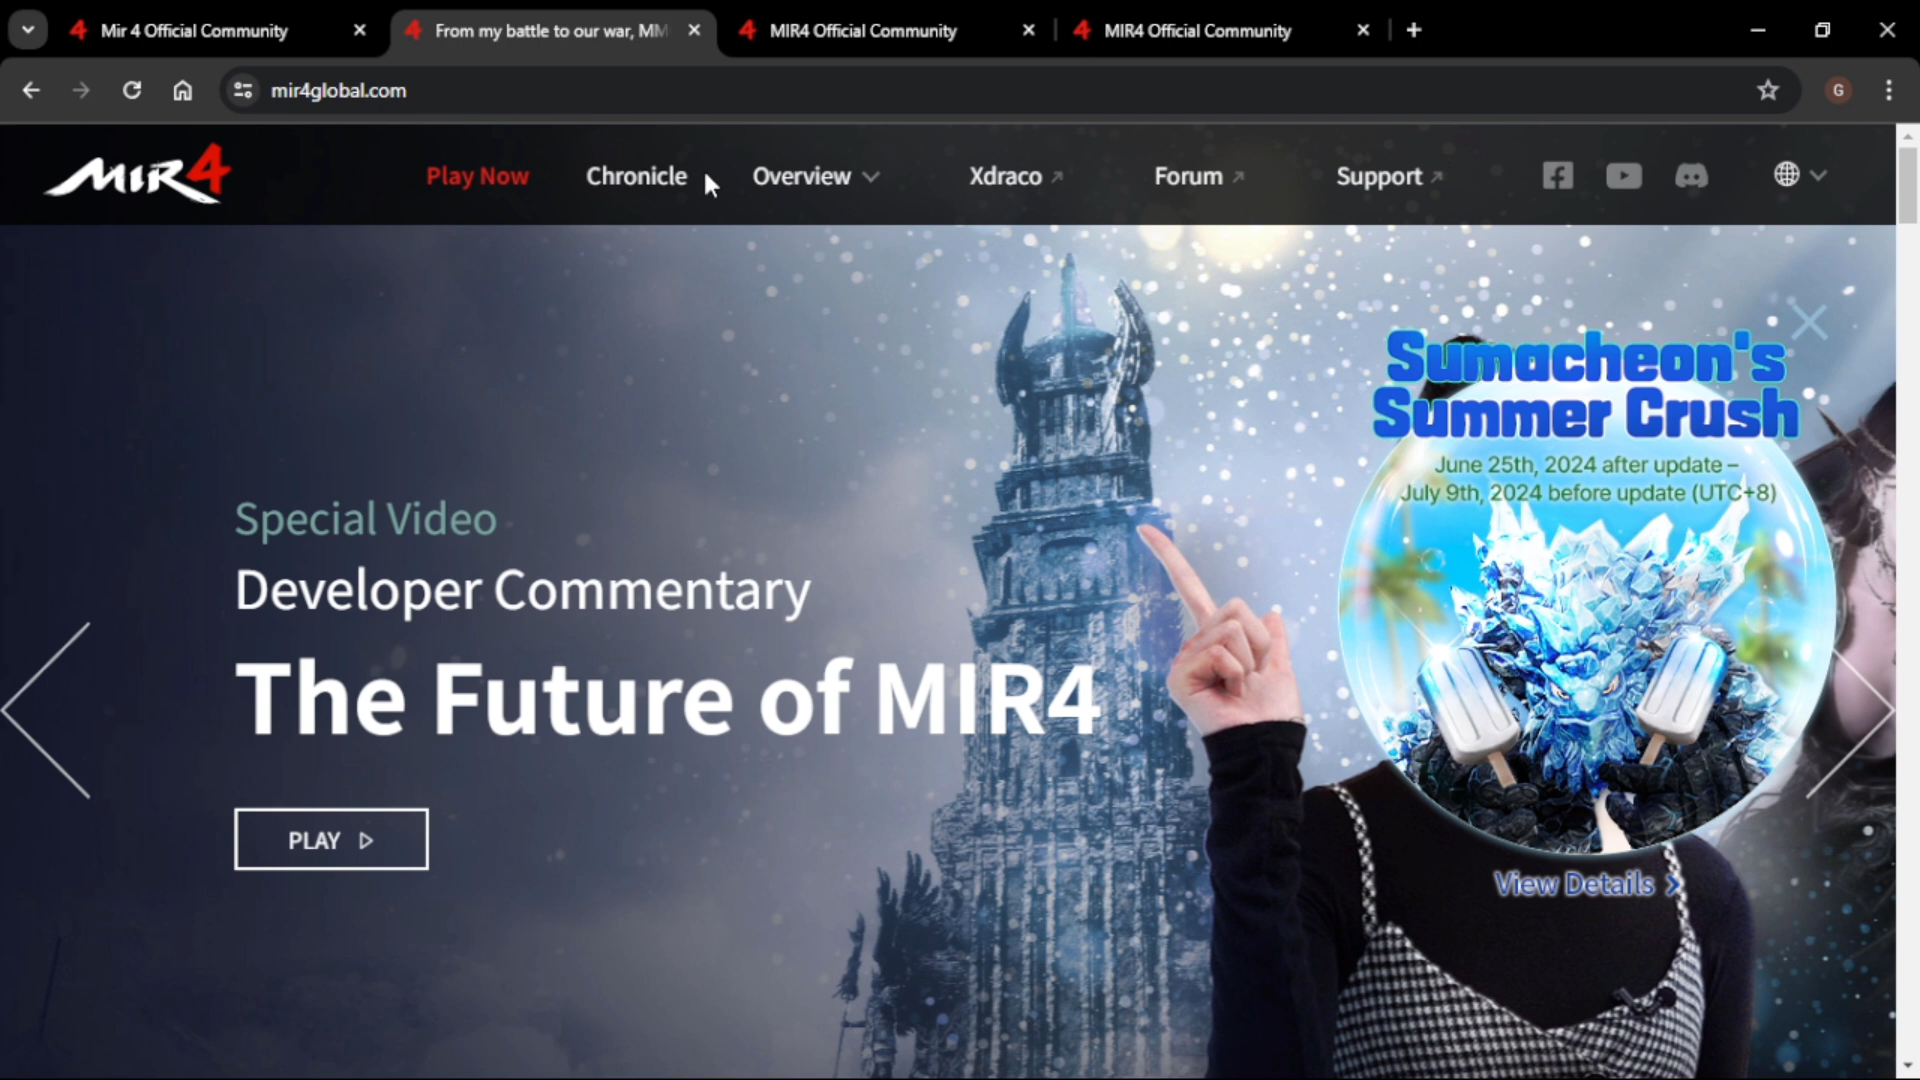 Mir 4 Official Community
From my battle to our war, MM
MIR4 Official Community
MIR4 Official Community
mir4global.com
G
MIR4
Play Now
Chronicle
Overview
Xdraco
Forum
Support
Sumacheon's
Summer Crush
June 25th, 2024 after update –
July 9th, 2024 before update (UTC+8)
Special Video
Developer Commentary
The Future of MIR4
PLAY
View Details